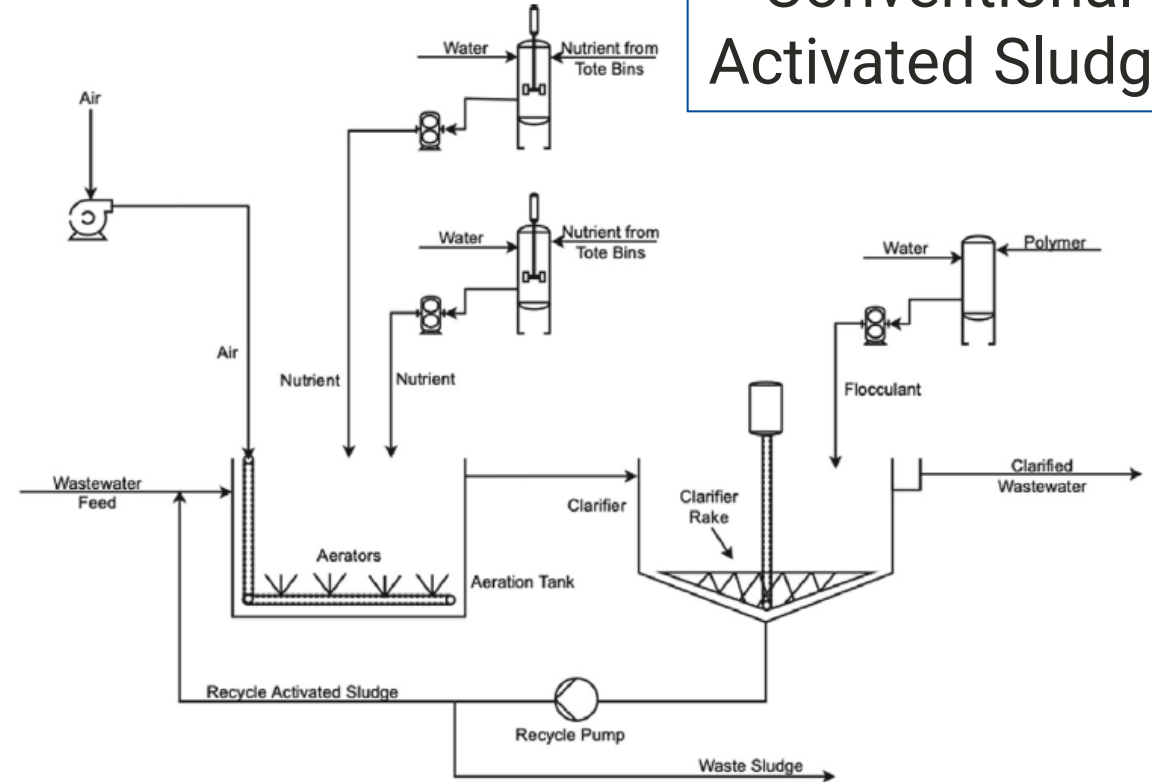 Conventional
Activated Sludg
Water
Nutrient from
Tote Bins
Air
Water
Nutrient from
Tote Bins
Water
Polymer
Air
Nutrient
Nutrient
Flocculant
Wastewater
Feed
Clarifier
Clarifier
Rake
Clarified
Wastewater
Aerators
Aeration Tank
Recycle Activated Sludge
Recycle Pump
Waste Sludge